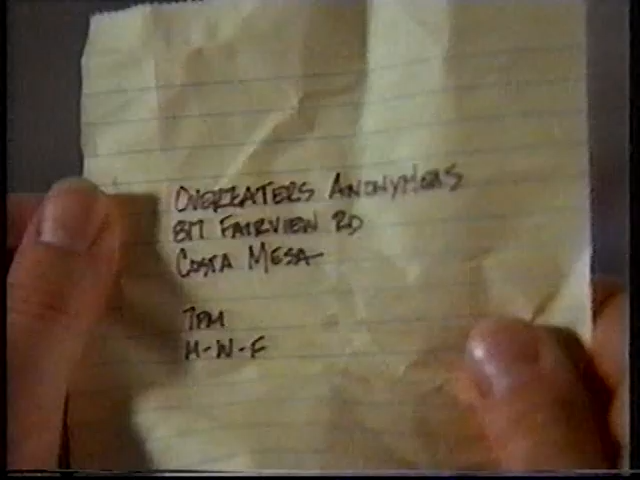 OVEREATERS ANONYMOUS
817 FAIRVIEW RD
COSTA MESA
7PM
M-W-F